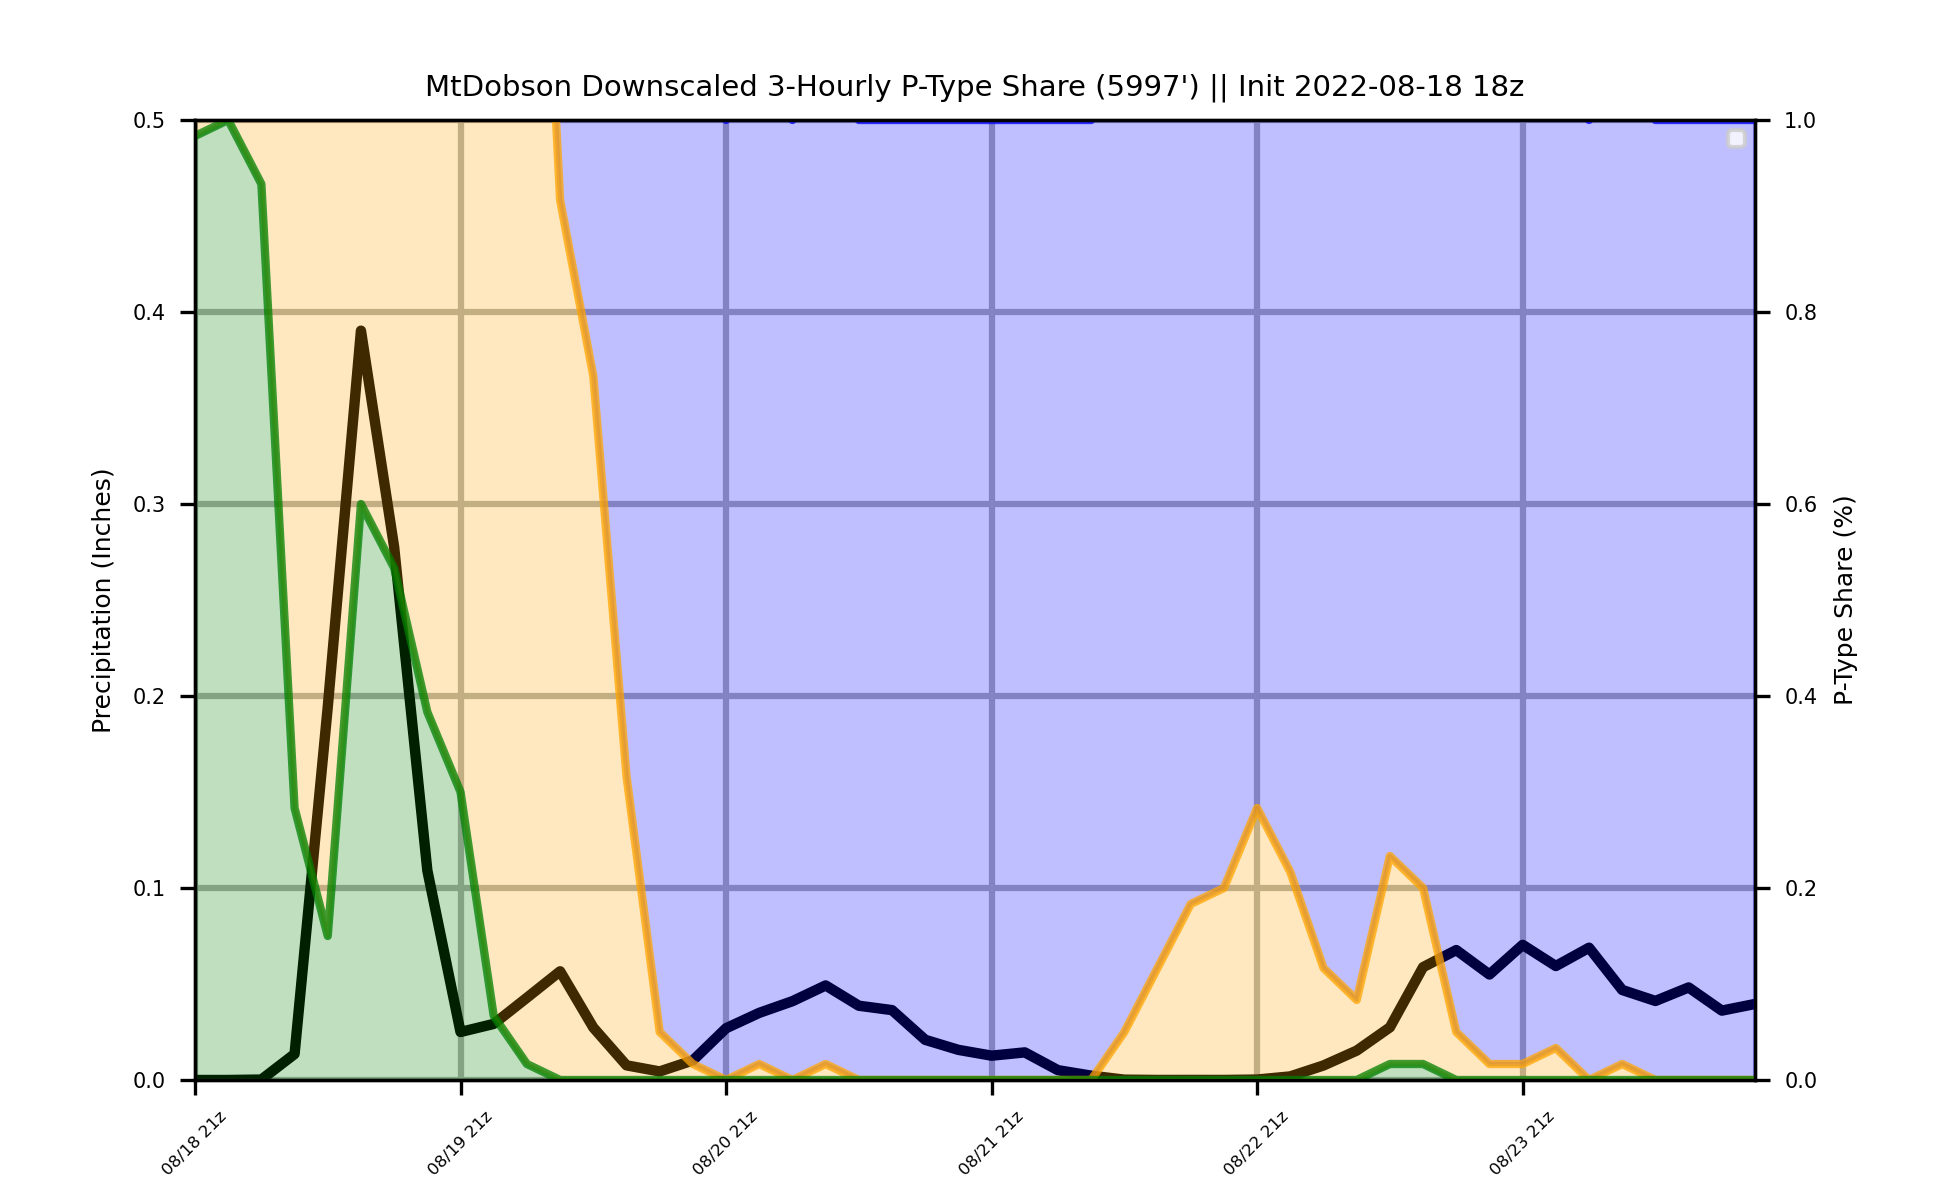 MtDobson Downscaled 3-Hourly P-Type Share (5997') || Init 2022-08-18 18z
0.5
0.4
0.3
0.2
0.1
0.0
Precipitation (Inches)
1.0
0.8
0.6
0.4
0.2
0.0
P-Type Share (%)
08/18 21z
08/19 21z
08/20 21z
08/21 21z
08/22 21z
08/23 21z